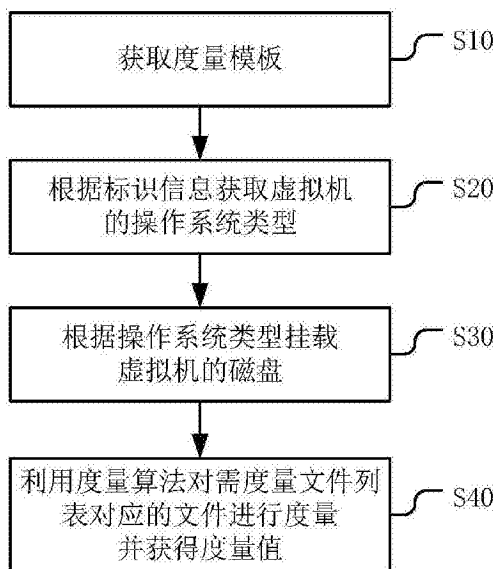 获取度量模板
S10
根据标识信息获取虚拟机
的操作系统类型
S20
根据操作系统类型挂载
虚拟机的磁盘
S30
利用度量算法对需度量文件列
表对应的文件进行度量
并获得度量值
S40